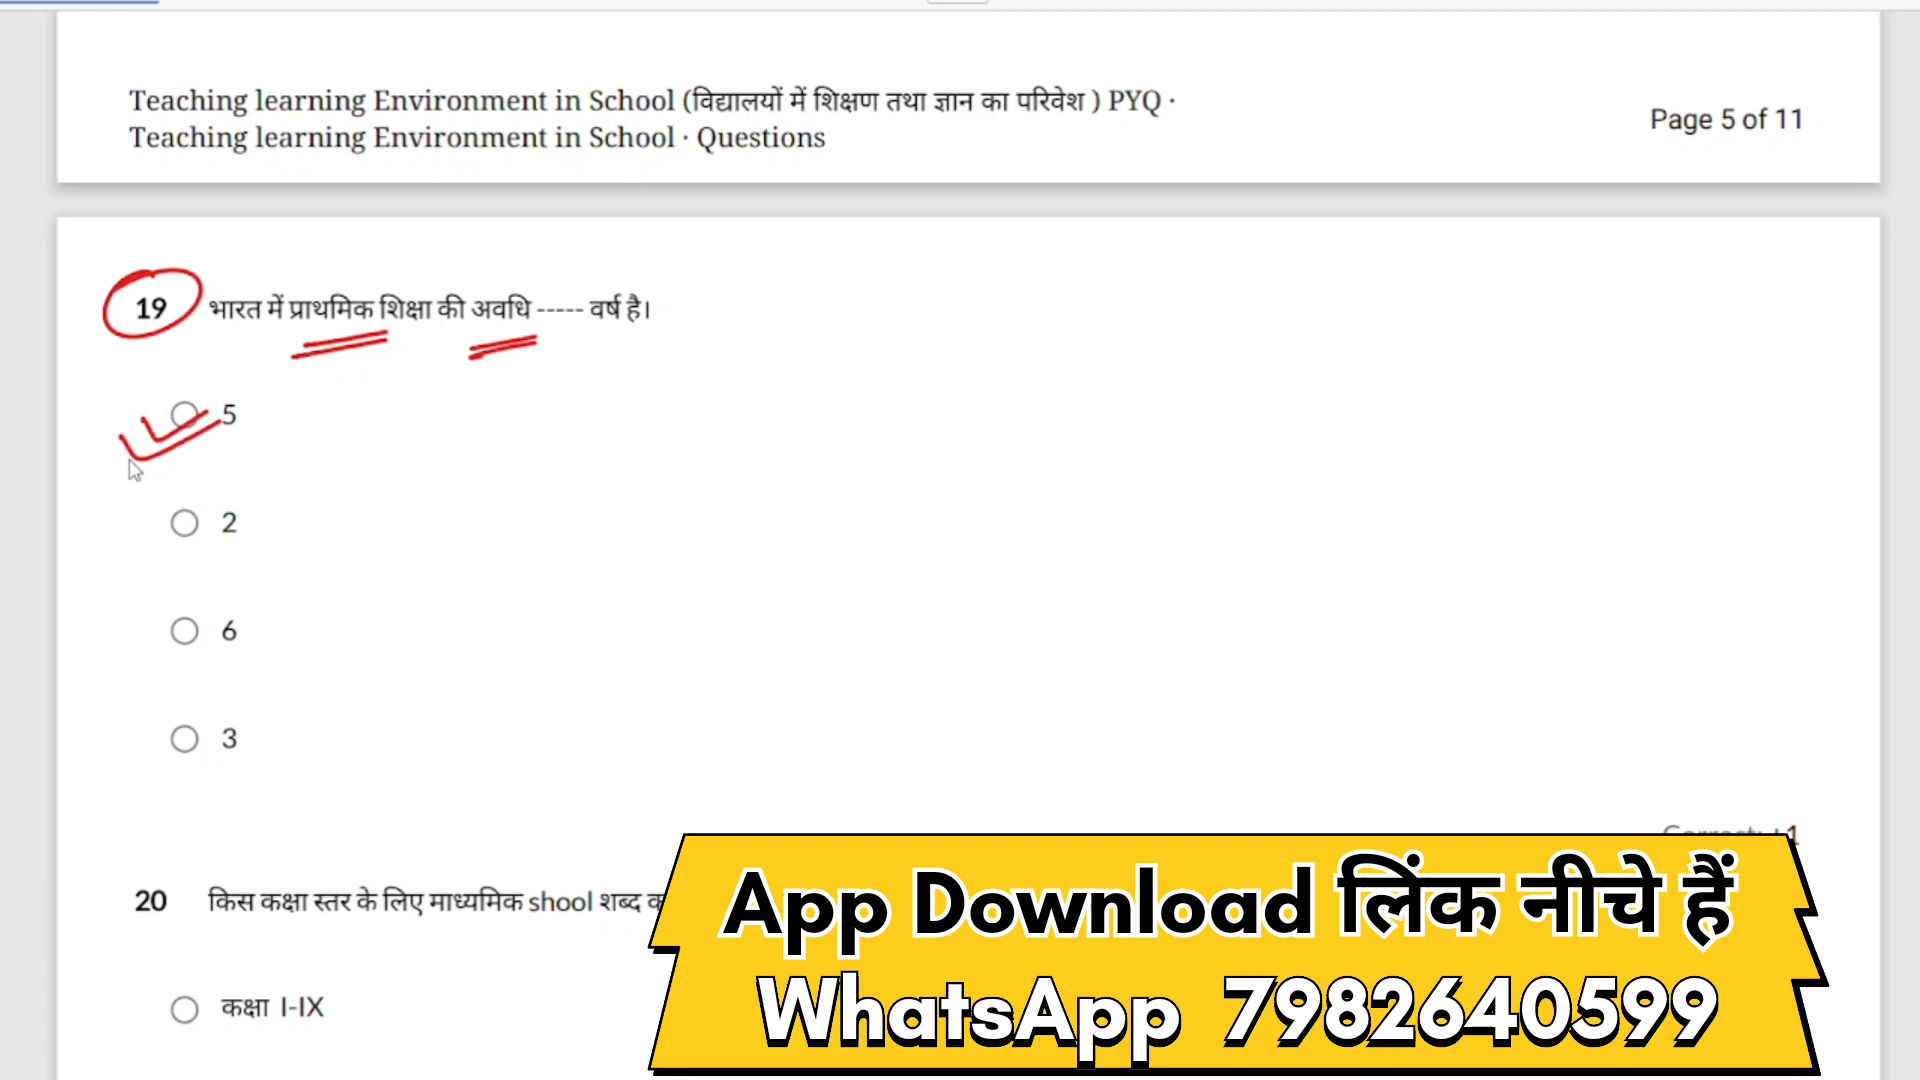 Teaching learning Environment in School (विद्यालयों में शिक्षण तथा ज्ञान का परिवेश ) PYQ ·
Teaching learning Environment in School · Questions
Page 5 of 11
19 भारत में प्राथमिक शिक्षा की अवधि ----- वर्ष है।
5
2
6
3
20 किस कक्षा स्तर के लिए माध्यमिक shool शब्द
कक्षा I-IX
App Download लिंक नीचे हैं
WhatsApp 7982640599